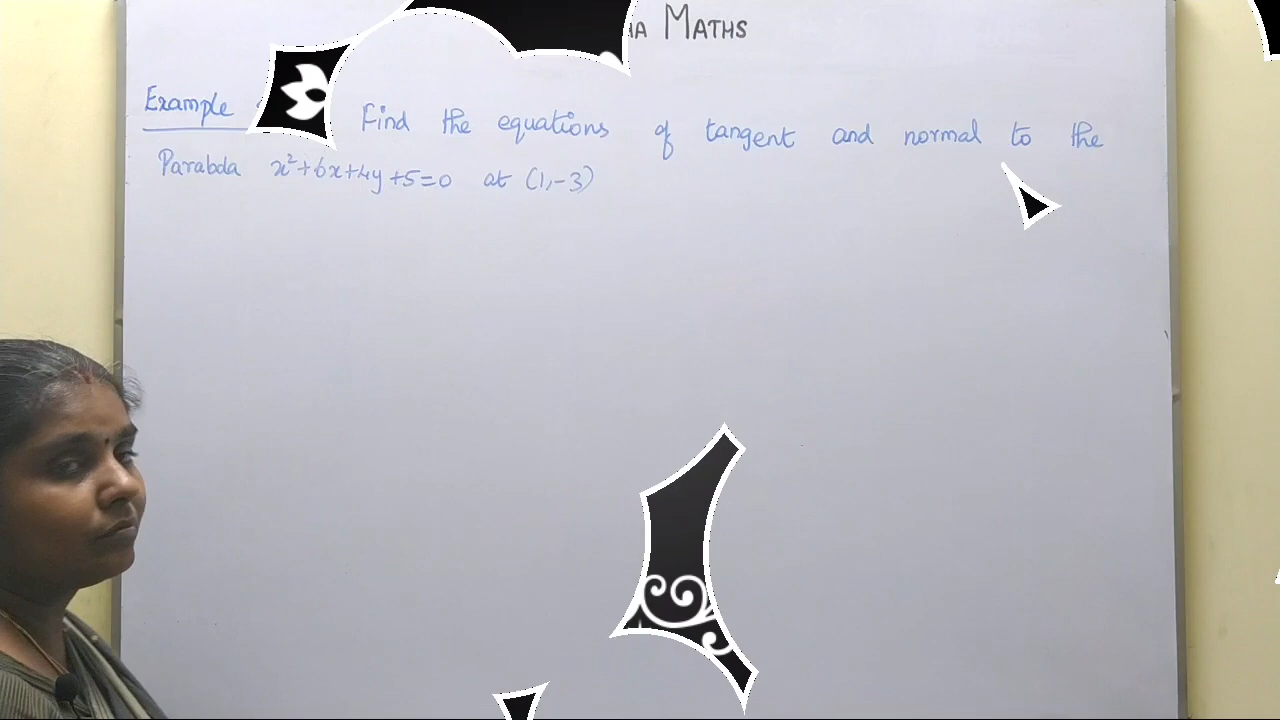 MATHS
Example Find the equations of tangent and normal to the
Parabola x²+6x+4y+5=0 at (1,-3)